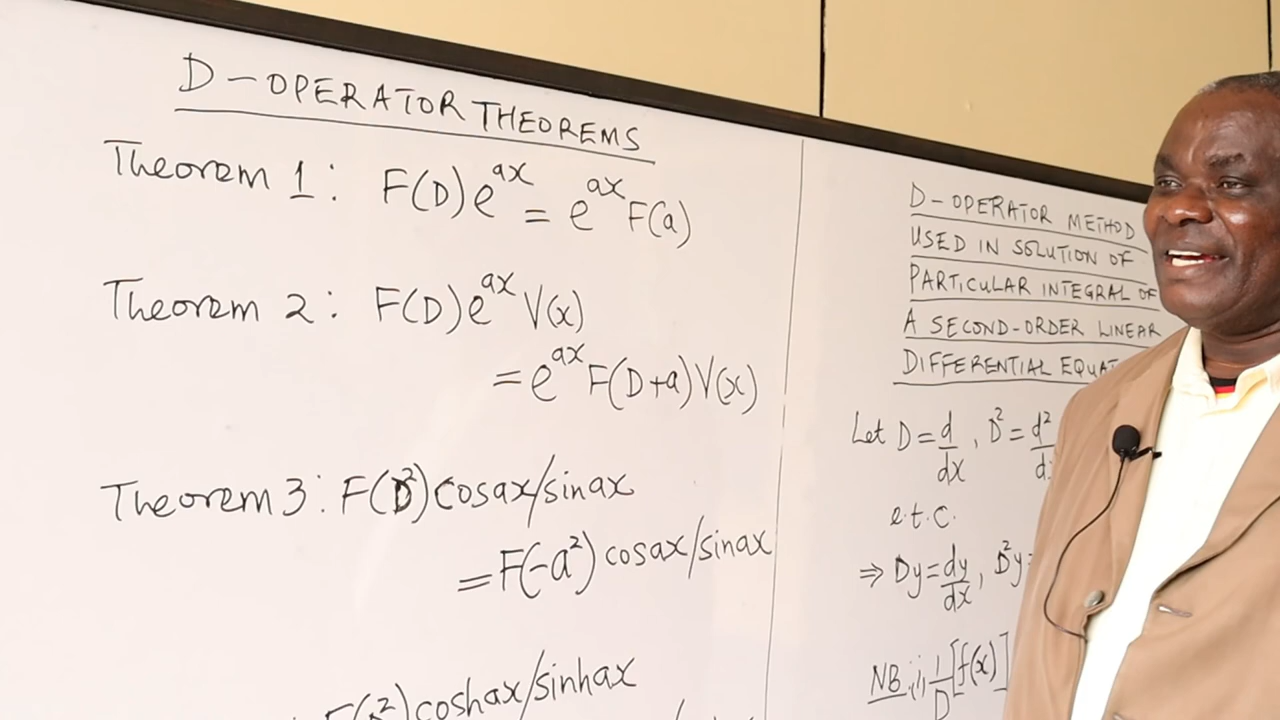 D-OPERATOR THEOREMS
Theorem 1: F(D)e^{ax} = e^{ax}F(a)
Theorem 2: F(D)e^{ax}V(x)
=e^{ax}F(D+a)V(x)
Theorem 3: F(D²)cosax/sinax
=F(-a²)cosax/sinax
coshax/sinhax
D-OPERATOR METHOD
USED IN SOLUTION OF
PARTICULAR INTEGRAL OF
A SECOND-ORDER LINEAR
DIFFERENTIAL
Let D=d/dx, D²=d²
e.t.c.
⇒ Dy=dy/dx, D²y=
NB:(i) 1/D[f(x)]